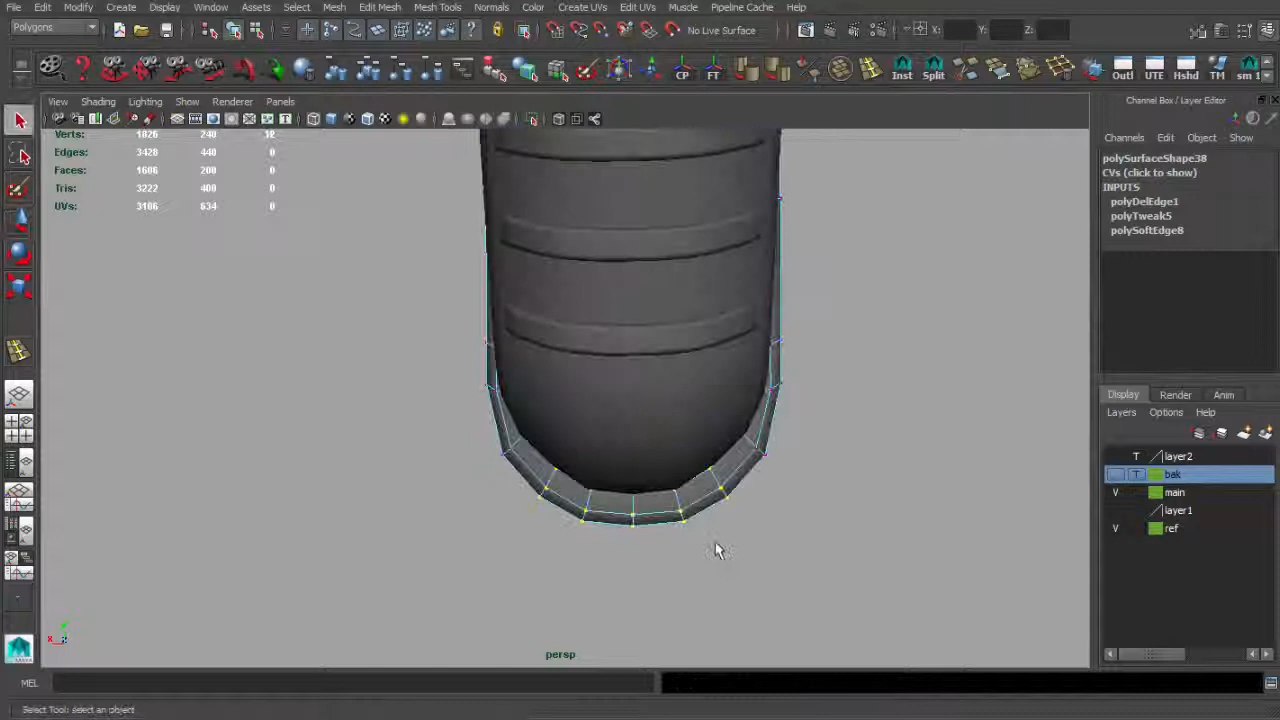 File Edit Modify Create Display Window Assets Select Mesh Edit Mesh Mesh Tools Normals Color Create UVs Edit UVs Muscle Pipeline Cache Help
Polygons No Live Surface X: Y: Z:
CP FT Inst Split Outl UTE Hshd TM sm 1
View Shading Lighting Show Renderer Panels
Channel Box / Layer Editor
Channels Edit Object Show
Verts: 1826 240 12
Edges: 3428 440 0
Faces: 1606 200 0
Tris: 3222 400 0
UVs: 3106 634 0
polySurfaceShape38
CVs (click to show)
INPUTS
polyDelEdge1
polyTweak5
polySoftEdge8
Display Render Anim
Layers Options Help
T layer2
T bak
V main
layer1
V ref
persp
MEL
Select Tool: select an object